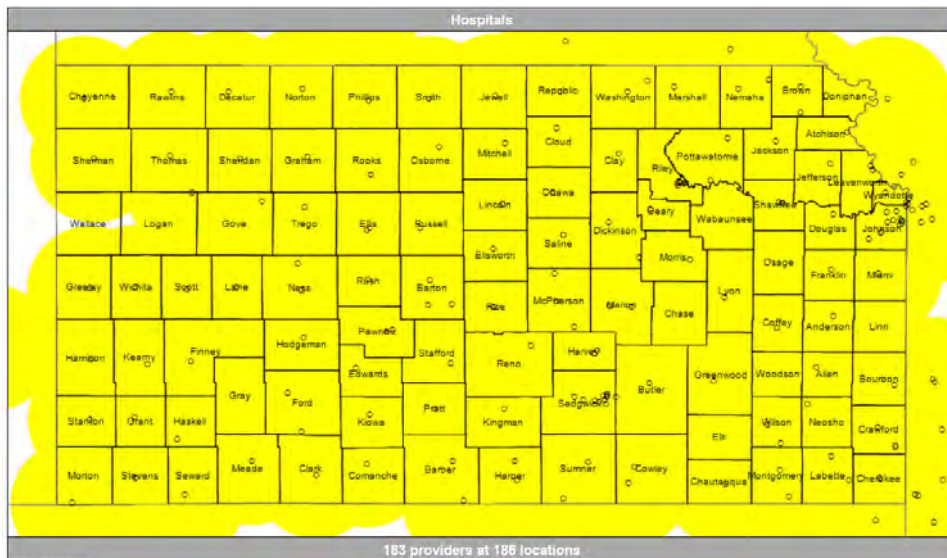 Hospitals
Cheyenne Rawlins Decatur Norton Phillips Smith Jewell Republic Washington Marshall Nemaha Brown Doniphan
Atchison
Sherman Thomas Sheridan Graham Rooks Osborne Mitchell Cloud Clay Riley Pottawatomie Jackson
Jefferson Leavenworth
Wyandotte
Wallace Logan Gove Trego Ellis Russell Lincoln Ottawa Dickinson Geary Wabaunsee Shawnee Douglas Johnson
Saline
Ellsworth Morris Osage
Greeley Wichita Scott Lane Ness Rush Barton Franklin Miami
Rice McPherson Marion Chase Lyon
Hamilton Kearny Finney Hodgeman Pawnee Stafford Coffey Anderson Linn
Reno Harvey
Edwards Butler Greenwood Woodson Allen Bourbon
Gray Ford Sedgwick
Stanton Grant Haskell Kiowa Pratt Kingman Wilson Neosho Crawford
Elk
Morton Stevens Seward Meade Clark Comanche Barber Harper Sumner Cowley Chautauqua Montgomery Labette Cherokee
183 providers at 186 locations